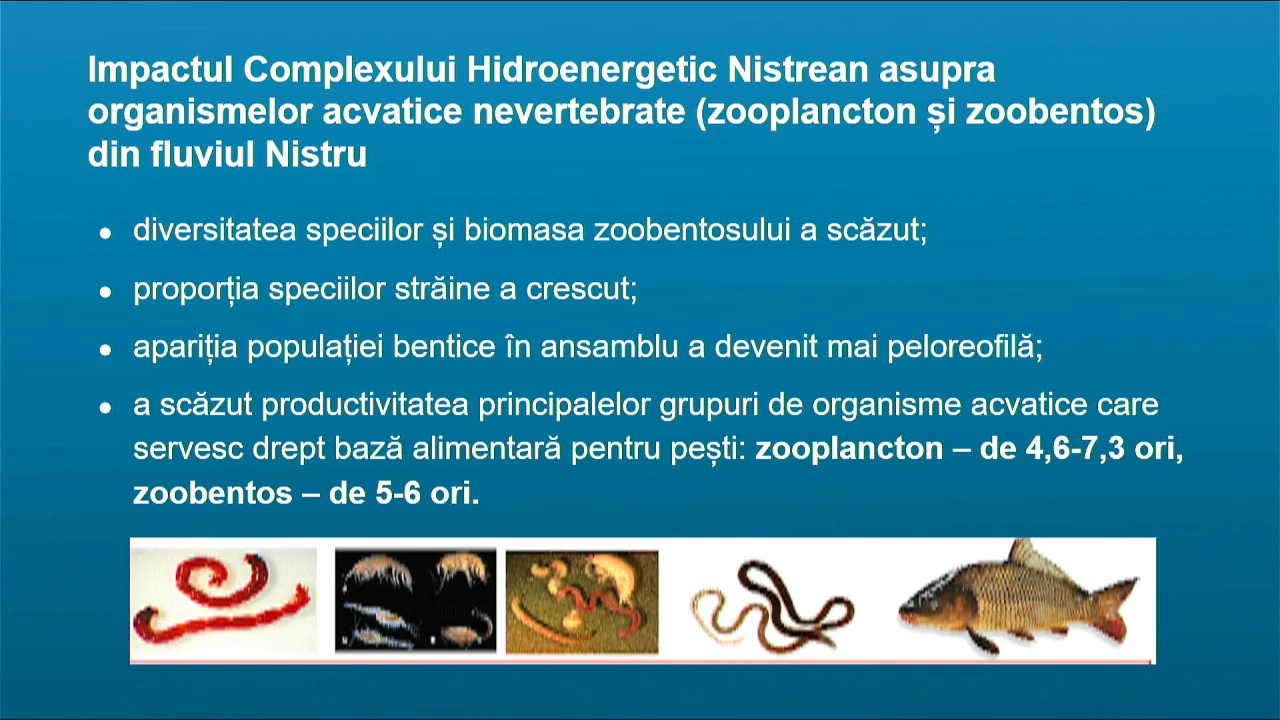 Impactul Complexului Hidroenergetic Nistrean asupra
organismelor acvatice nevertebrate (zooplancton și zoobentos)
din fluviul Nistru
• diversitatea speciilor și biomasa zoobentosului a scăzut;
• proporția speciilor străine a crescut;
• apariția populației bentice în ansamblu a devenit mai peloreofilă;
• a scăzut productivitatea principalelor grupuri de organisme acvatice care
servesc drept bază alimentară pentru pești: zooplancton – de 4,6-7,3 ori,
zoobentos – de 5-6 ori.